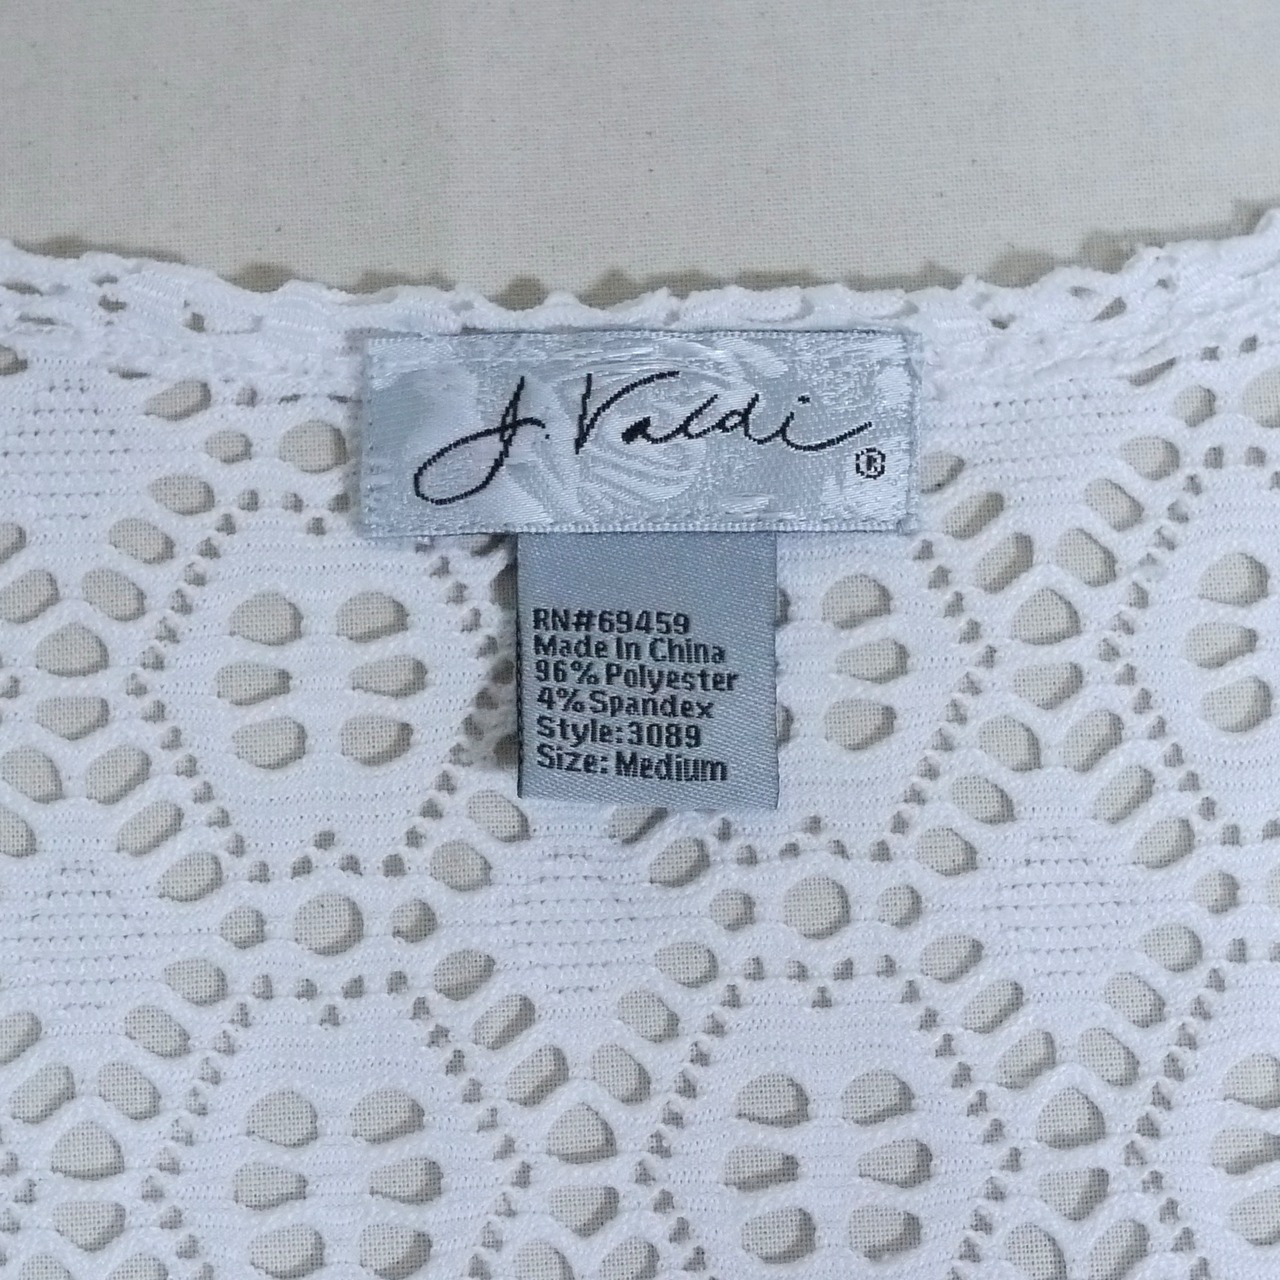 J. Valdi ®
RN#69459
Made In China
96% Polyester
4% Spandex
Style: 3089
Size: Medium